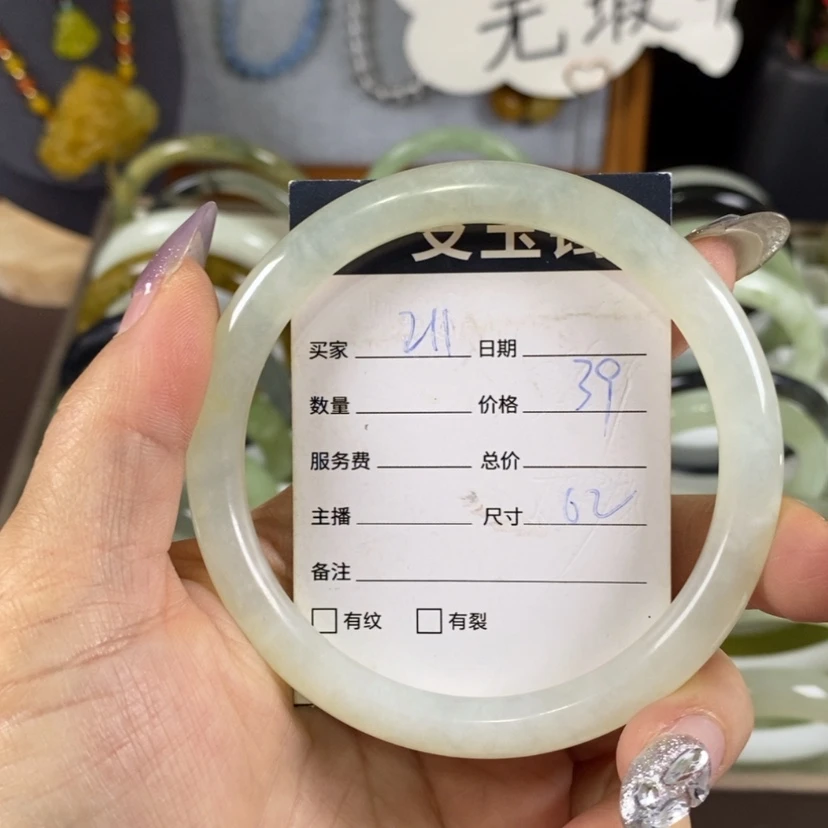 无瑕
买家 211 日期
数量 价格 39
服务费 总价
主播 尺寸 62
备注
□有纹 □有裂